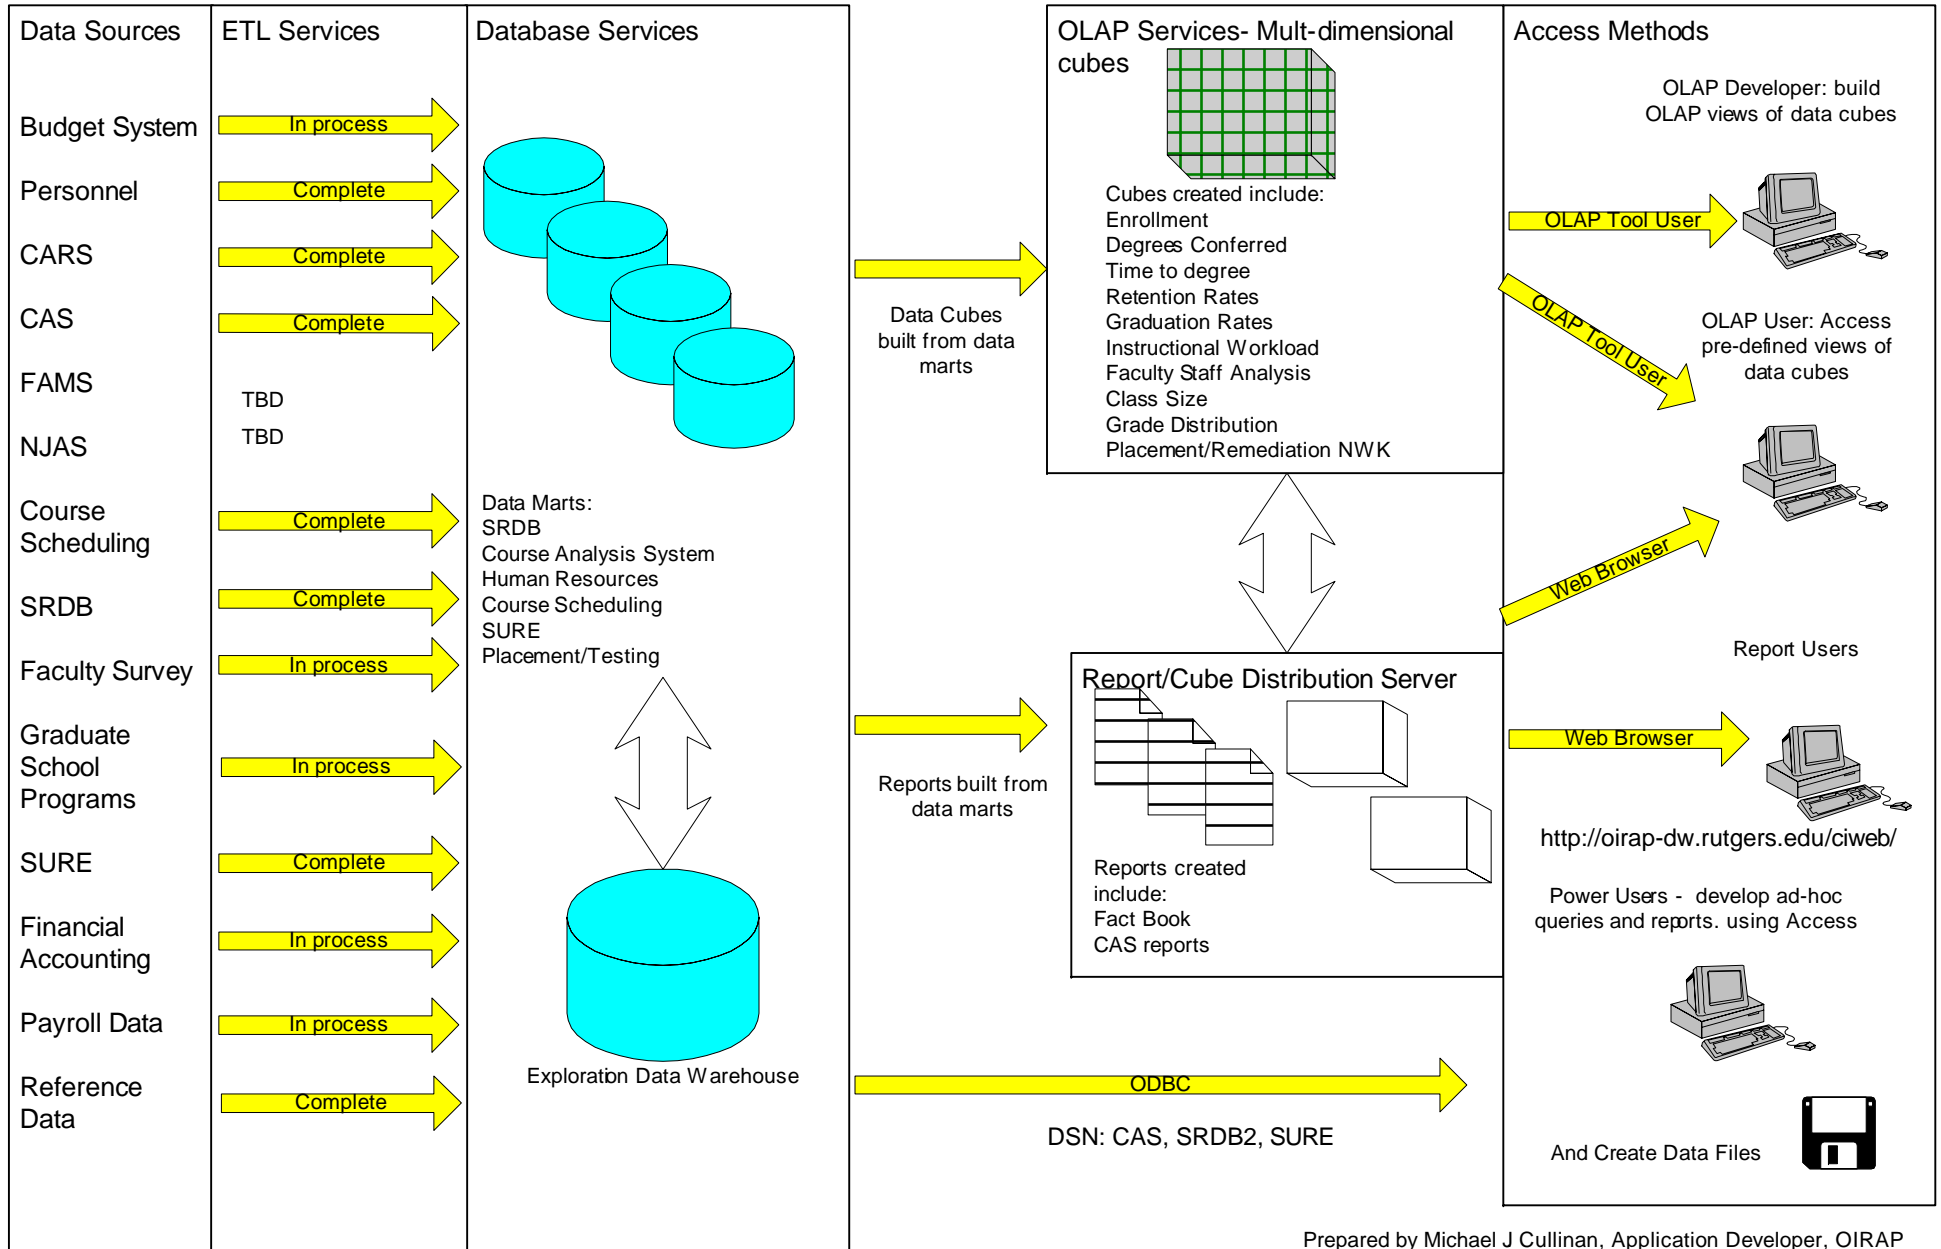 Data Sources
ETL Services
Database Services
OLAP Services- Mult-dimensional
cubes
Access Methods
Budget System
In process
Personnel
Complete
CARS
Complete
CAS
Complete
FAMS
TBD
NJAS
TBD
Course
Scheduling
Complete
SRDB
Complete
Faculty Survey
In process
Graduate
School
Programs
In process
SURE
Complete
Financial
Accounting
In process
Payroll Data
In process
Reference
Data
Complete
Data Marts:
SRDB
Course Analysis System
Human Resources
Course Scheduling
SURE
Placement/Testing
Exploration Data Warehouse
Data Cubes
built from data
marts
Reports built from
data marts
ODBC
DSN: CAS, SRDB2, SURE
Cubes created include:
Enrollment
Degrees Conferred
Time to degree
Retention Rates
Graduation Rates
Instructional Workload
Faculty Staff Analysis
Class Size
Grade Distribution
Placement/Remediation NWK
Report/Cube Distribution Server
Reports created
include:
Fact Book
CAS reports
OLAP Developer: build
OLAP views of data cubes
OLAP Tool User
OLAP Tool User
OLAP User: Access
pre-defined views of
data cubes
Web Browser
Report Users
Web Browser
http://oirap-dw.rutgers.edu/ciweb/
Power Users - develop ad-hoc
queries and reports. using Access
And Create Data Files
Prepared by Michael J Cullinan, Application Developer, OIRAP